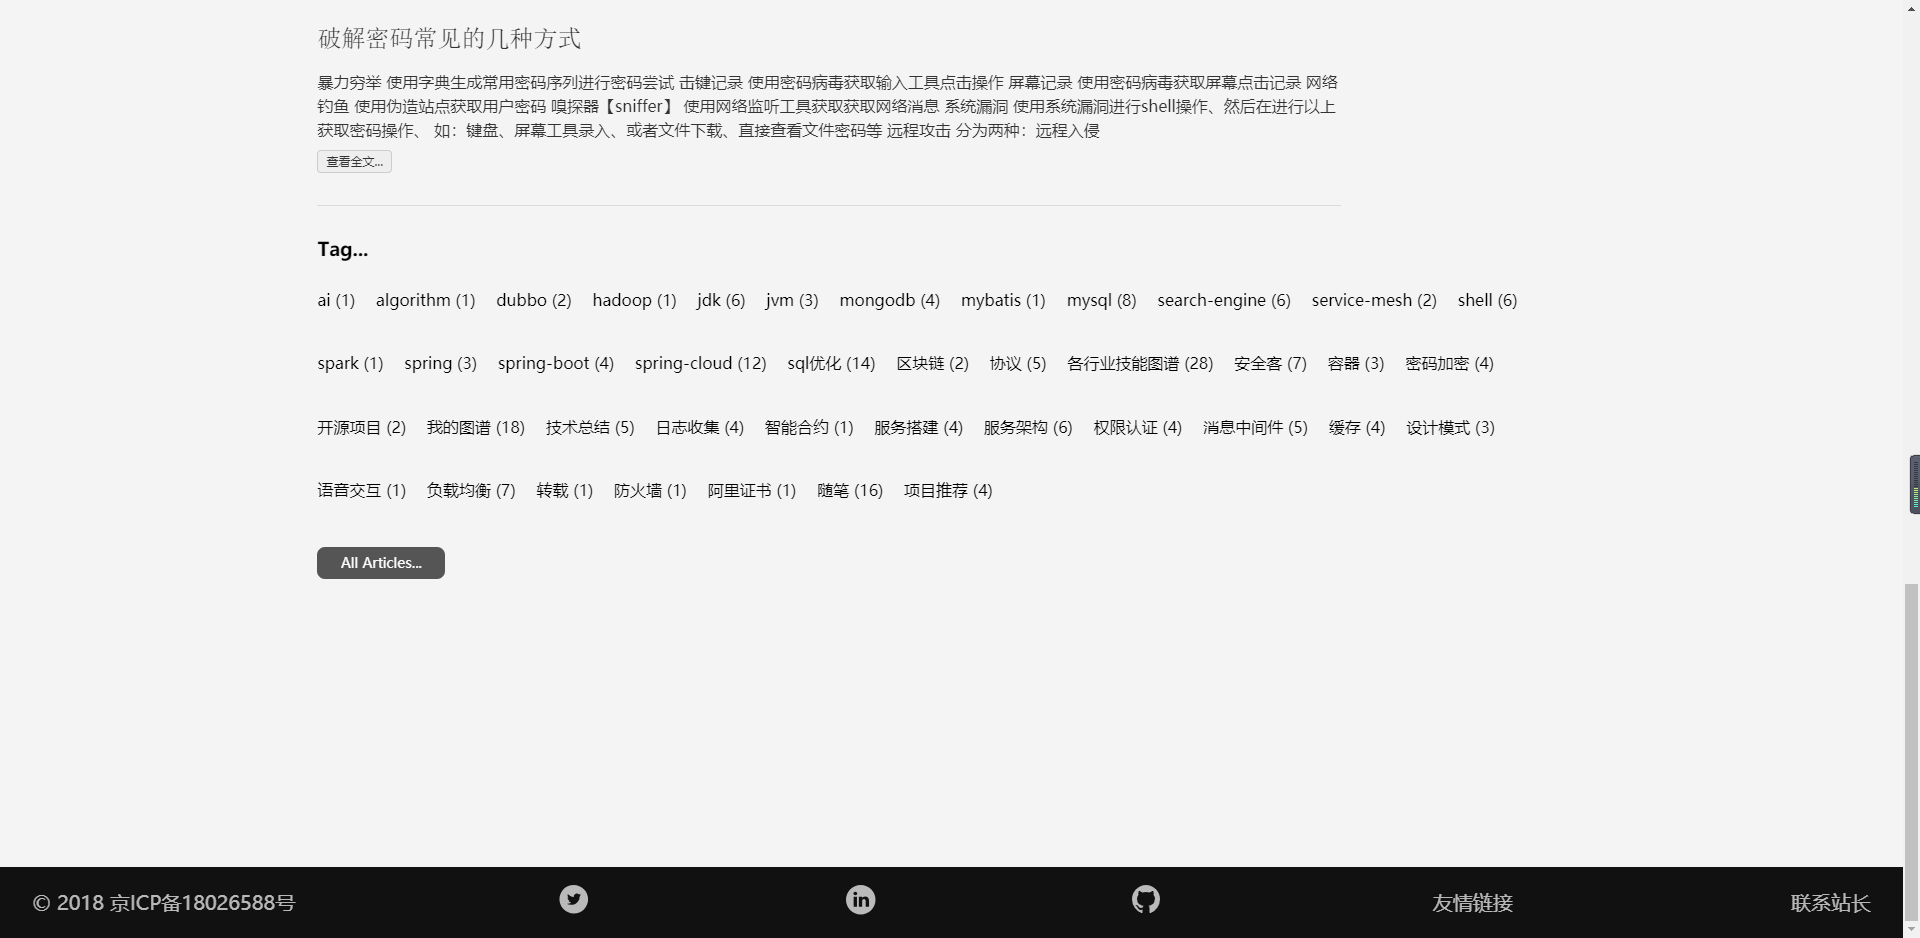 破解密码常见的几种方式
暴力穷举 使用字典生成常用密码序列进行密码尝试 击键记录 使用密码病毒获取输入工具点击操作 屏幕记录 使用密码病毒获取屏幕点击记录 网络
钓鱼 使用伪造站点获取用户密码 嗅探器【sniffer】 使用网络监听工具获取获取网络消息 系统漏洞 使用系统漏洞进行shell操作、然后在进行以上
获取密码操作、 如：键盘、屏幕工具录入、或者文件下载、直接查看文件密码等 远程攻击 分为两种：远程入侵
查看全文...
Tag...
ai (1) algorithm (1) dubbo (2) hadoop (1) jdk (6) jvm (3) mongodb (4) mybatis (1) mysql (8) search-engine (6) service-mesh (2) shell (6)
spark (1) spring (3) spring-boot (4) spring-cloud (12) sql优化 (14) 区块链 (2) 协议 (5) 各行业技能图谱 (28) 安全客 (7) 容器 (3) 密码加密 (4)
开源项目 (2) 我的图谱 (18) 技术总结 (5) 日志收集 (4) 智能合约 (1) 服务搭建 (4) 服务架构 (6) 权限认证 (4) 消息中间件 (5) 缓存 (4) 设计模式 (3)
语音交互 (1) 负载均衡 (7) 转载 (1) 防火墙 (1) 阿里证书 (1) 随笔 (16) 项目推荐 (4)
All Articles...
© 2018 京ICP备18026588号 in 友情链接 联系站长